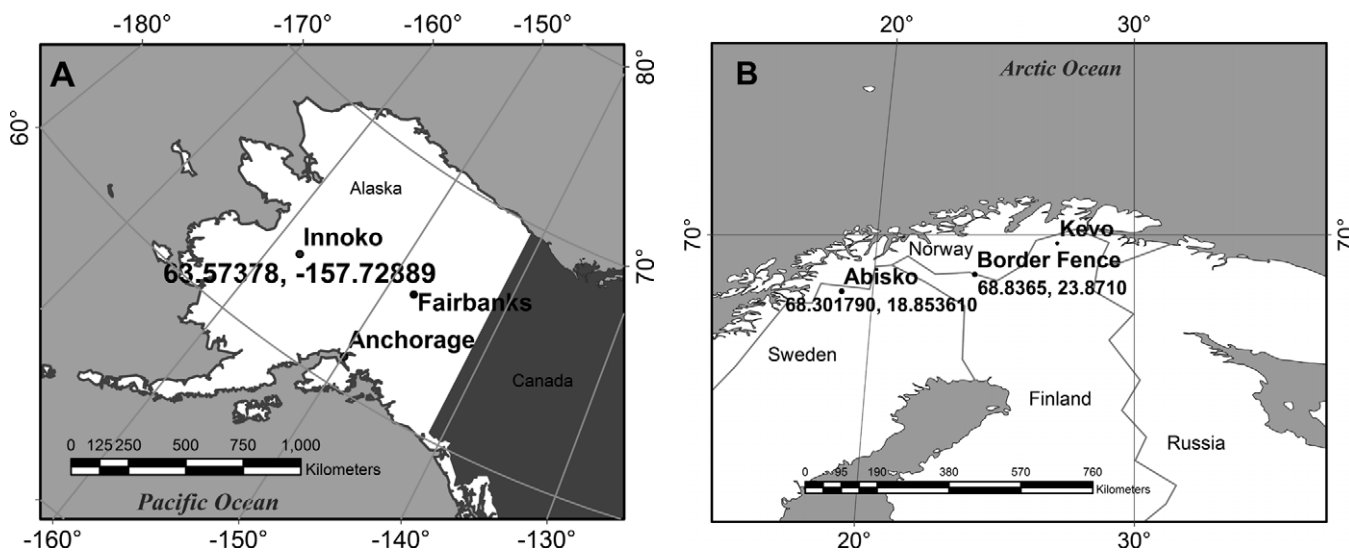 -180°
-170°
-160°
-150°
A
80°
60°
Alaska
Innoko
63.57378, -157.72889
70°
Fairbanks
Anchorage
Canada
0 125 250 500 750 1,000
Kilometers
Pacific Ocean
-160°
-150°
-140°
-130°
20°
30°
B
Arctic Ocean
70°
70°
Kevo
Norway
Border Fence
68.8365, 23.8710
Abisko
68.301790, 18.853610
Sweden
Finland
Russia
0 95 190 380 570 760
Kilometers
20°
30°